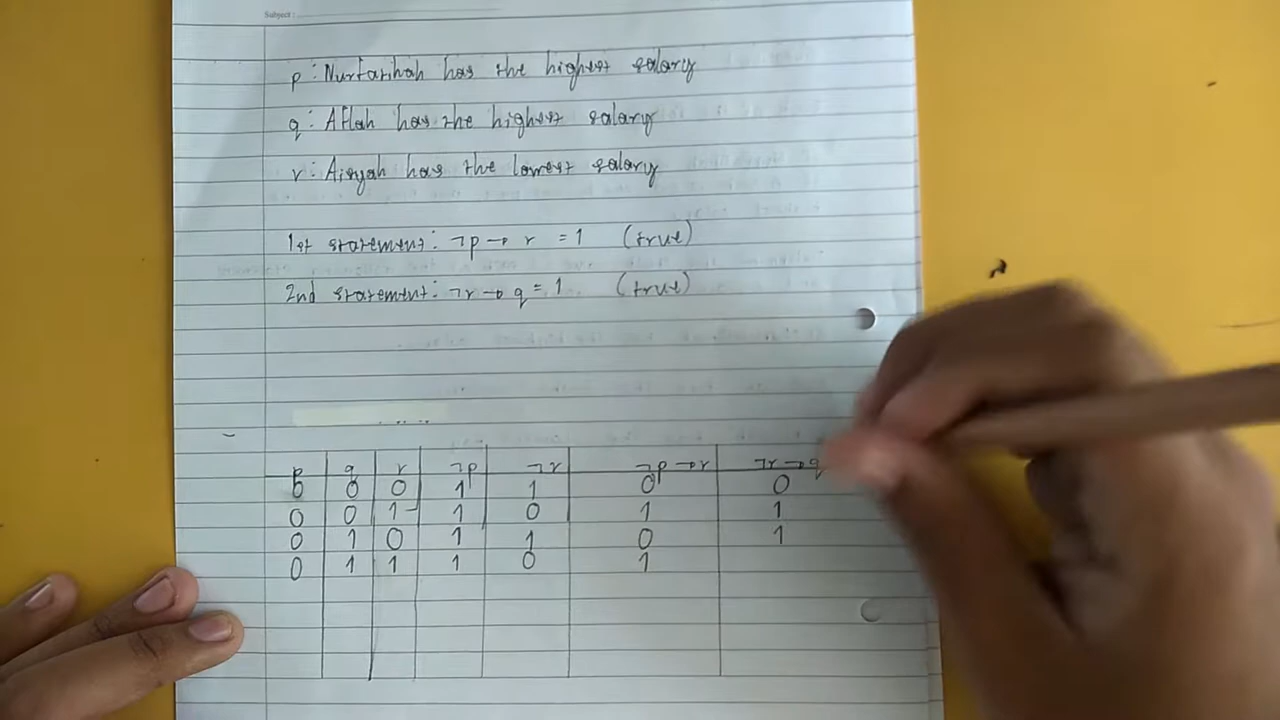 Subject :
p : Nurfarihah has the highest salary
q : Aflah has the highest salary
r : Aisyah has the lowest salary
1st statement: ¬p → r = 1 (true)
2nd statement: ¬r → q = 1 (true)
p q r ¬p ¬r ¬p → r ¬r → q
0 0 0 1 1 0 0
0 0 1 1 0 1 1
0 1 0 1 1 0 1
0 1 1 1 0 1